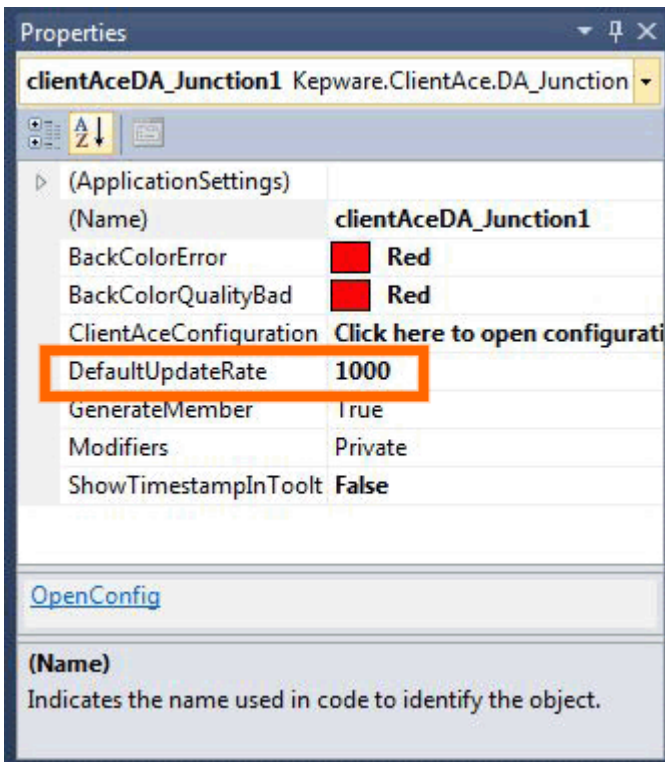 Properties
clientAceDA_Junction1 Kepware.ClientAce.DA_Junction
(ApplicationSettings)
(Name) clientAceDA_Junction1
BackColorError Red
BackColorQualityBad Red
ClientAceConfiguration Click here to open configurati
DefaultUpdateRate 1000
GenerateMember True
Modifiers Private
ShowTimestampInToolt False
OpenConfig
(Name)
Indicates the name used in code to identify the object.